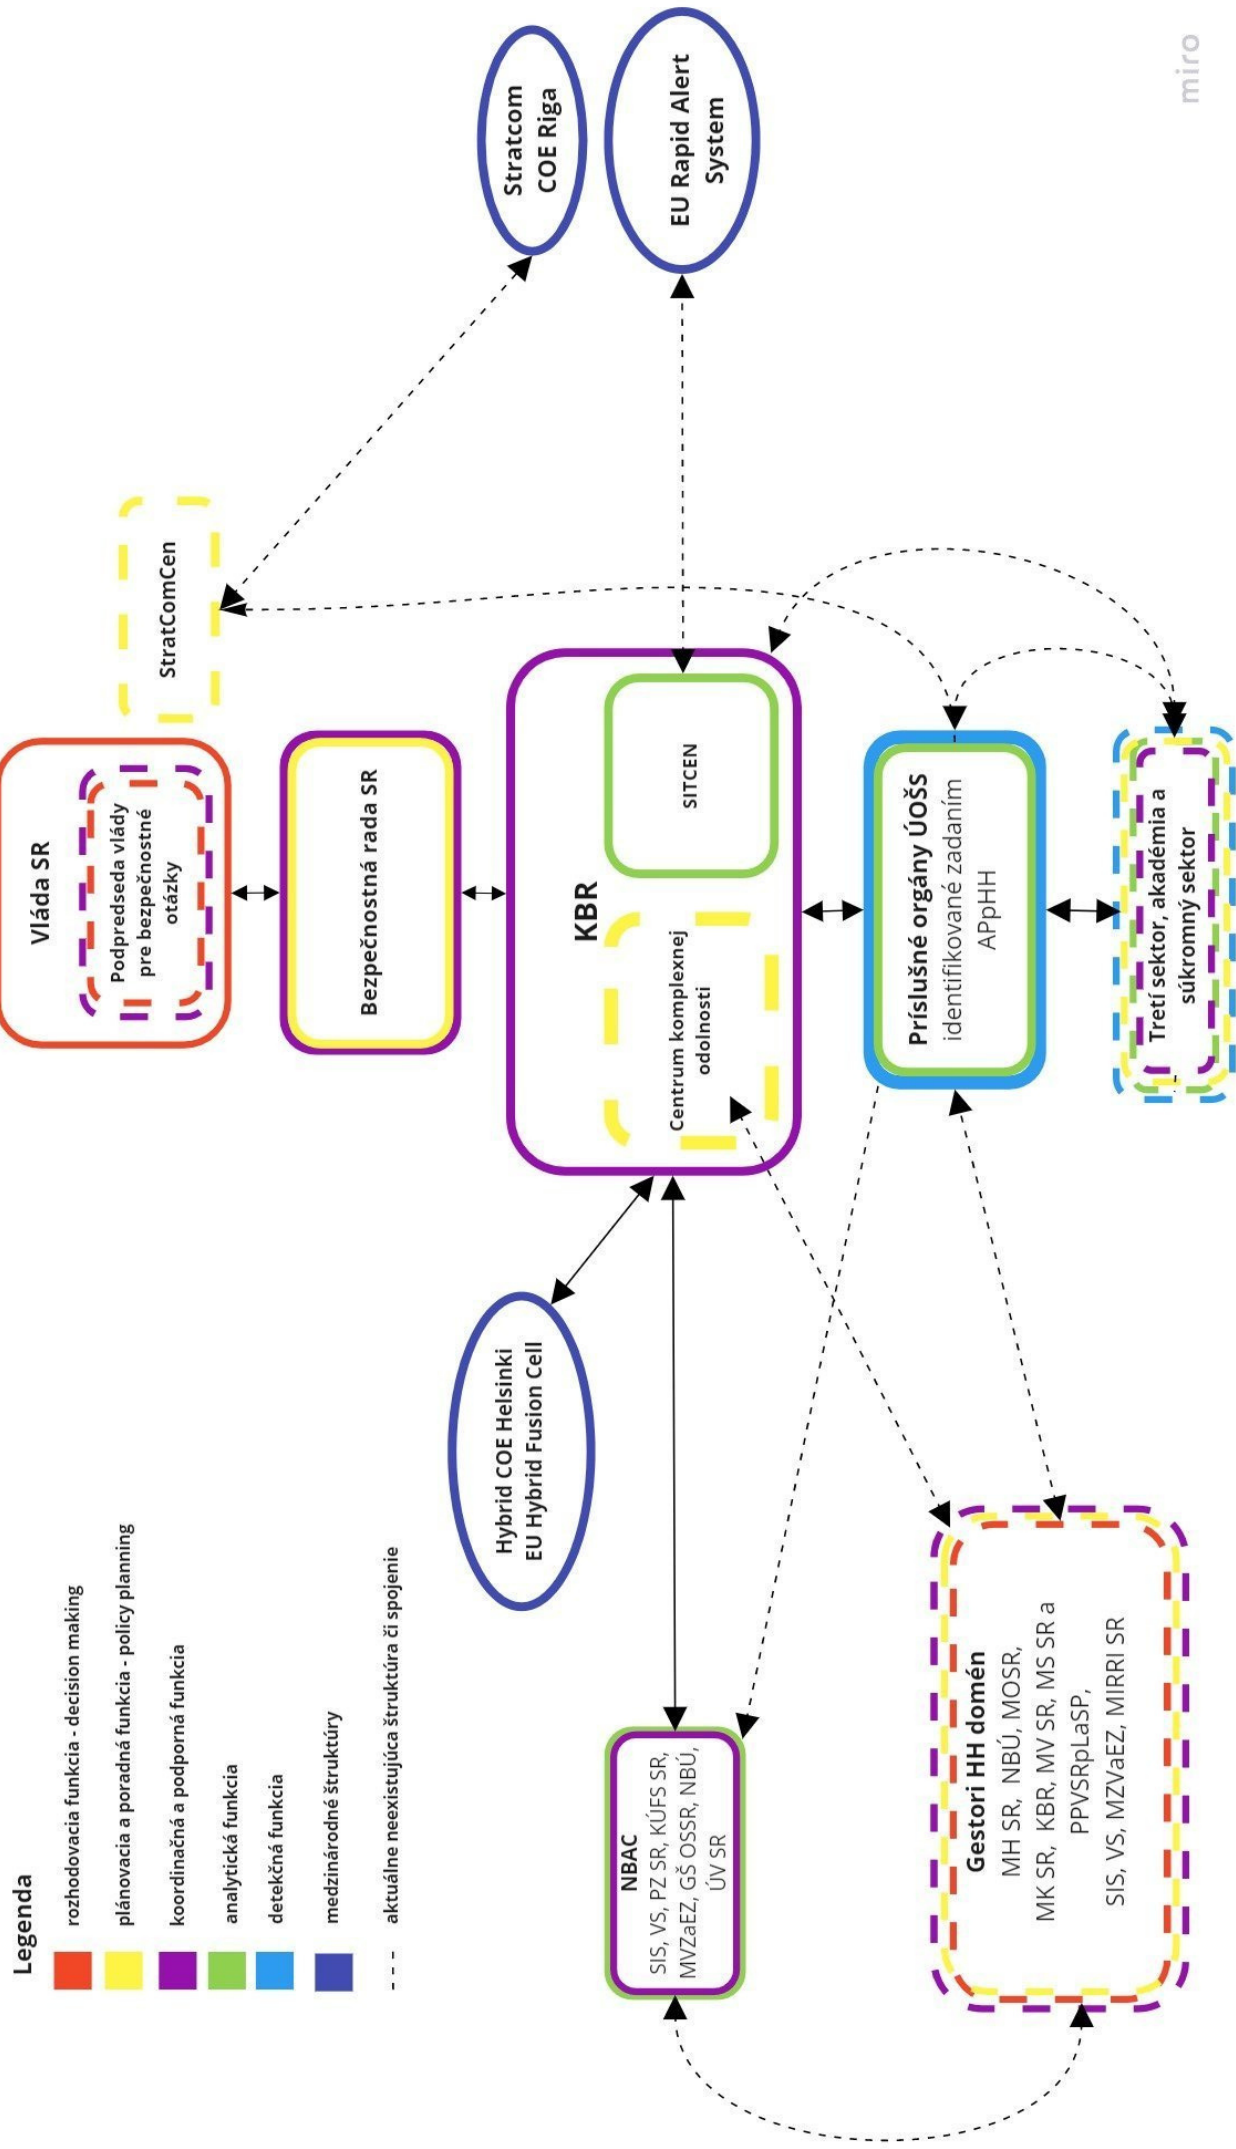 Legenda
rozhodovacia funkcia - decision making
plánovacia a poradná funkcia - policy planning
koordinačná a podporná funkcia
analytická funkcia
detekčná funkcia
medzinárodné štruktúry
aktuálne neexistujúca štruktúra či spojenie
Vláda SR
Podpredseda vlády
pre bezpečnostné
otázky
StratComCen
Bezpečnostná rada SR
Stratcom
COE Riga
EU Rapid Alert
System
Hybrid COE Helsinki
EU Hybrid Fusion Cell
KBR
Centrum komplexnej
odolnosti
SITCEN
NBAC
SIS, VS, PZ SR, KÚFS SR,
MVZaEZ, GŠ OSSR, NBÚ,
ÚV SR
Príslušné orgány ÚOŠS
identifikované zadaním
APpHH
Gestori HH domén
MH SR, NBÚ, MOSR,
MK SR, KBR, MV SR, MS SR a
PPVSRpLaSP,
SIS, VS, MZVaEZ, MIRRI SR
Tretí sektor, akadémia a
súkromný sektor
miro